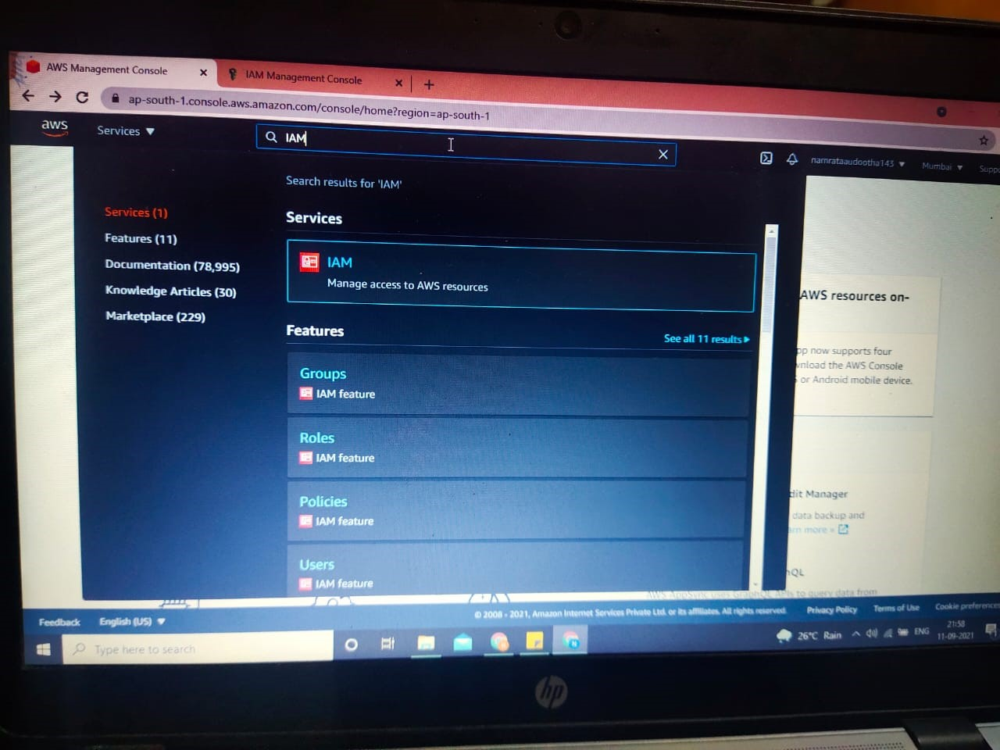 AWS Management Console
IAM Management Console
ap-south-1.console.aws.amazon.com/console/home?region=ap-south-1
aws
Services
IAM
namrataaudootha143
Mumbai
Search results for 'IAM'
Services (1)
Features (11)
Documentation (78,995)
Knowledge Articles (30)
Marketplace (229)
Services
IAM
Manage access to AWS resources
Features
See all 11 results
Groups
IAM feature
Roles
IAM feature
Policies
IAM feature
Users
IAM feature
AWS resources on-
now supports four
the AWS Console
or Android mobile device.
Manager
data backup and
more »
AWS AppSync uses GraphQL APIs to query data from
Feedback
English (US)
© 2008 - 2021, Amazon Internet Services Private Ltd. or its affiliates. All rights reserved.
Privacy Policy
Terms of Use
Cookie preferences
Type here to search
26°C Rain
ENG
21:58
11-09-2021
hp